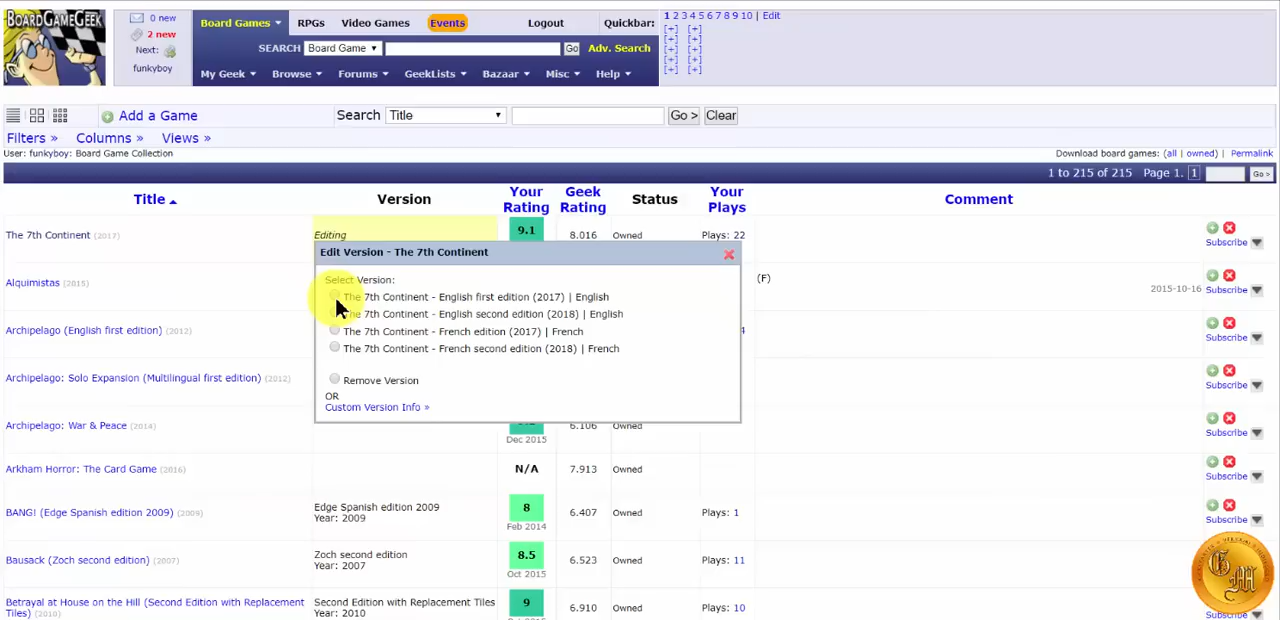 BOARDGAMEGEEK
0 new
2 new
Next:
funkyboy
Board Games
RPGs
Video Games
Events
Logout
Quickbar:
1 2 3 4 5 6 7 8 9 10 | Edit
[+] [+]
[+] [+]
[+] [+]
[+] [+]
[+] [+]
SEARCH Board Game Go Adv. Search
My Geek Browse Forums GeekLists Bazaar Misc Help
Add a Game
Search Title Go > Clear
Filters » Columns » Views »
User: funkyboy: Board Game Collection
Download board games: (all | owned) | Permalink
1 to 215 of 215 Page 1. 1 Go >
Title Version Your Rating Geek Rating Status Your Plays Comment
The 7th Continent (2017) Editing 9.1 8.016 Owned Plays: 22
Subscribe
Edit Version - The 7th Continent
Select Version:
The 7th Continent - English first edition (2017) | English
The 7th Continent - English second edition (2018) | English
The 7th Continent - French edition (2017) | French
The 7th Continent - French second edition (2018) | French
Remove Version
OR
Custom Version Info »
Alquimistas (2015) (F)
2015-10-16 Subscribe
Archipelago (English first edition) (2012) 4
Subscribe
Archipelago: Solo Expansion (Multilingual first edition) (2012)
Subscribe
Archipelago: War & Peace (2014) 6.106 Owned
Dec 2015 Subscribe
Arkham Horror: The Card Game (2016) N/A 7.913 Owned
Subscribe
BANG! (Edge Spanish edition 2009) (2009) Edge Spanish edition 2009 8 6.407 Owned Plays: 1
Year: 2009 Feb 2014 Subscribe
Bausack (Zoch second edition) (2007) Zoch second edition 8.5 6.523 Owned Plays: 11
Year: 2007 Oct 2015
Betrayal at House on the Hill (Second Edition with Replacement Second Edition with Replacement Tiles 9 6.910 Owned Plays: 10
Tiles) (2010) Year: 2010 Subscribe